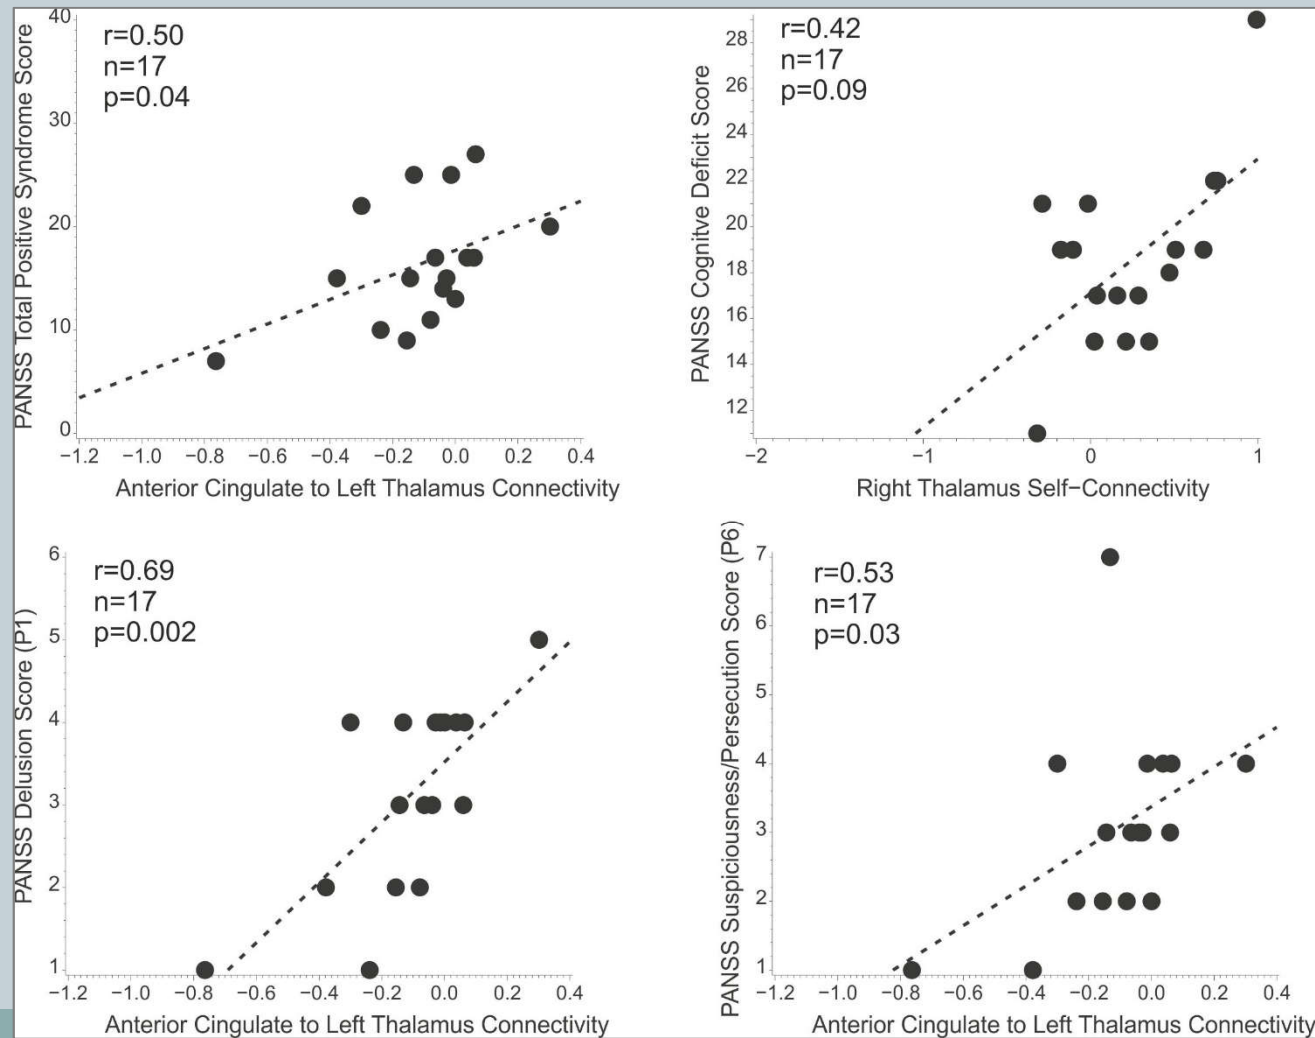 PANSS Total Positive Syndrome Score
40
30
20
10
0
r=0.50
n=17
p=0.04
−1.2 −1.0 −0.8 −0.6 −0.4 −0.2 0.0 0.2 0.4
Anterior Cingulate to Left Thalamus Connectivity
PANSS Cognitve Deficit Score
28
26
24
22
20
18
16
14
12
r=0.42
n=17
p=0.09
−2 −1 0 1
Right Thalamus Self−Connectivity
PANSS Delusion Score (P1)
6
5
4
3
2
1
r=0.69
n=17
p=0.002
−1.2 −1.0 −0.8 −0.6 −0.4 −0.2 0.0 0.2 0.4
Anterior Cingulate to Left Thalamus Connectivity
PANSS Suspiciousness/Persecution Score (P6)
7
6
5
4
3
2
1
r=0.53
n=17
p=0.03
−1.2 −1.0 −0.8 −0.6 −0.4 −0.2 0.0 0.2 0.4
Anterior Cingulate to Left Thalamus Connectivity